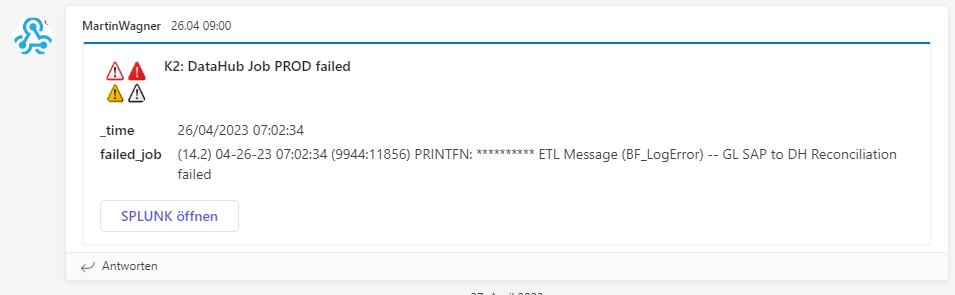 MartinWagner 26.04 09:00
K2: DataHub Job PROD failed
_time 26/04/2023 07:02:34
failed_job (14.2) 04-26-23 07:02:34 (9944:11856) PRINTFN: ********** ETL Message (BF_LogError) -- GL SAP to DH Reconciliation
failed
SPLUNK öffnen
Antworten